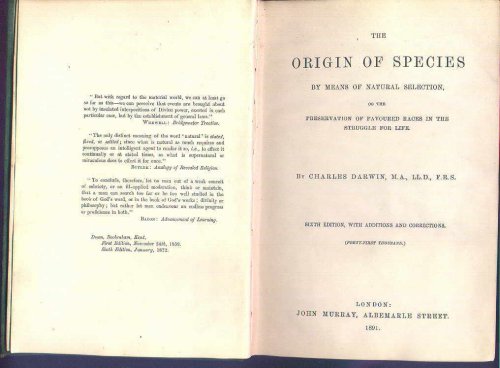 "But with regard to the material world, we can at least go
so far as this—we can perceive that events are brought about
not by insulated interpositions of Divine power, exerted in each
particular case, but by the establishment of general laws."
WHEWELL: Bridgewater Treatise.
"The only distinct meaning of the word 'natural' is stated,
fixed, or settled; since what is natural as much requires and
presupposes an intelligent agent to render it so, i.e., to effect it
continually or at stated times, as what is supernatural or
miraculous does to effect it for once."
BUTLER: Analogy of Revealed Religion.
"To conclude, therefore, let no man out of a weak conceit
of sobriety, or an ill-applied moderation, think or maintain,
that a man can search too far or be too well studied in the
book of God's word, or in the book of God's works; divinity or
philosophy; but rather let men endeavour an endless progress
or proficience in both."
BACON: Advancement of Learning.
Down, Beckenham, Kent,
First Edition, November 24th, 1859.
Sixth Edition, January, 1872.
THE
ORIGIN OF SPECIES
BY MEANS OF NATURAL SELECTION,
OR THE
PRESERVATION OF FAVOURED RACES IN THE
STRUGGLE FOR LIFE.
BY CHARLES DARWIN, M.A., LL.D., F.R.S.
SIXTH EDITION, WITH ADDITIONS AND CORRECTIONS.
(FORTY-FIRST THOUSAND.)
LONDON:
JOHN MURRAY, ALBEMARLE STREET.
1891.